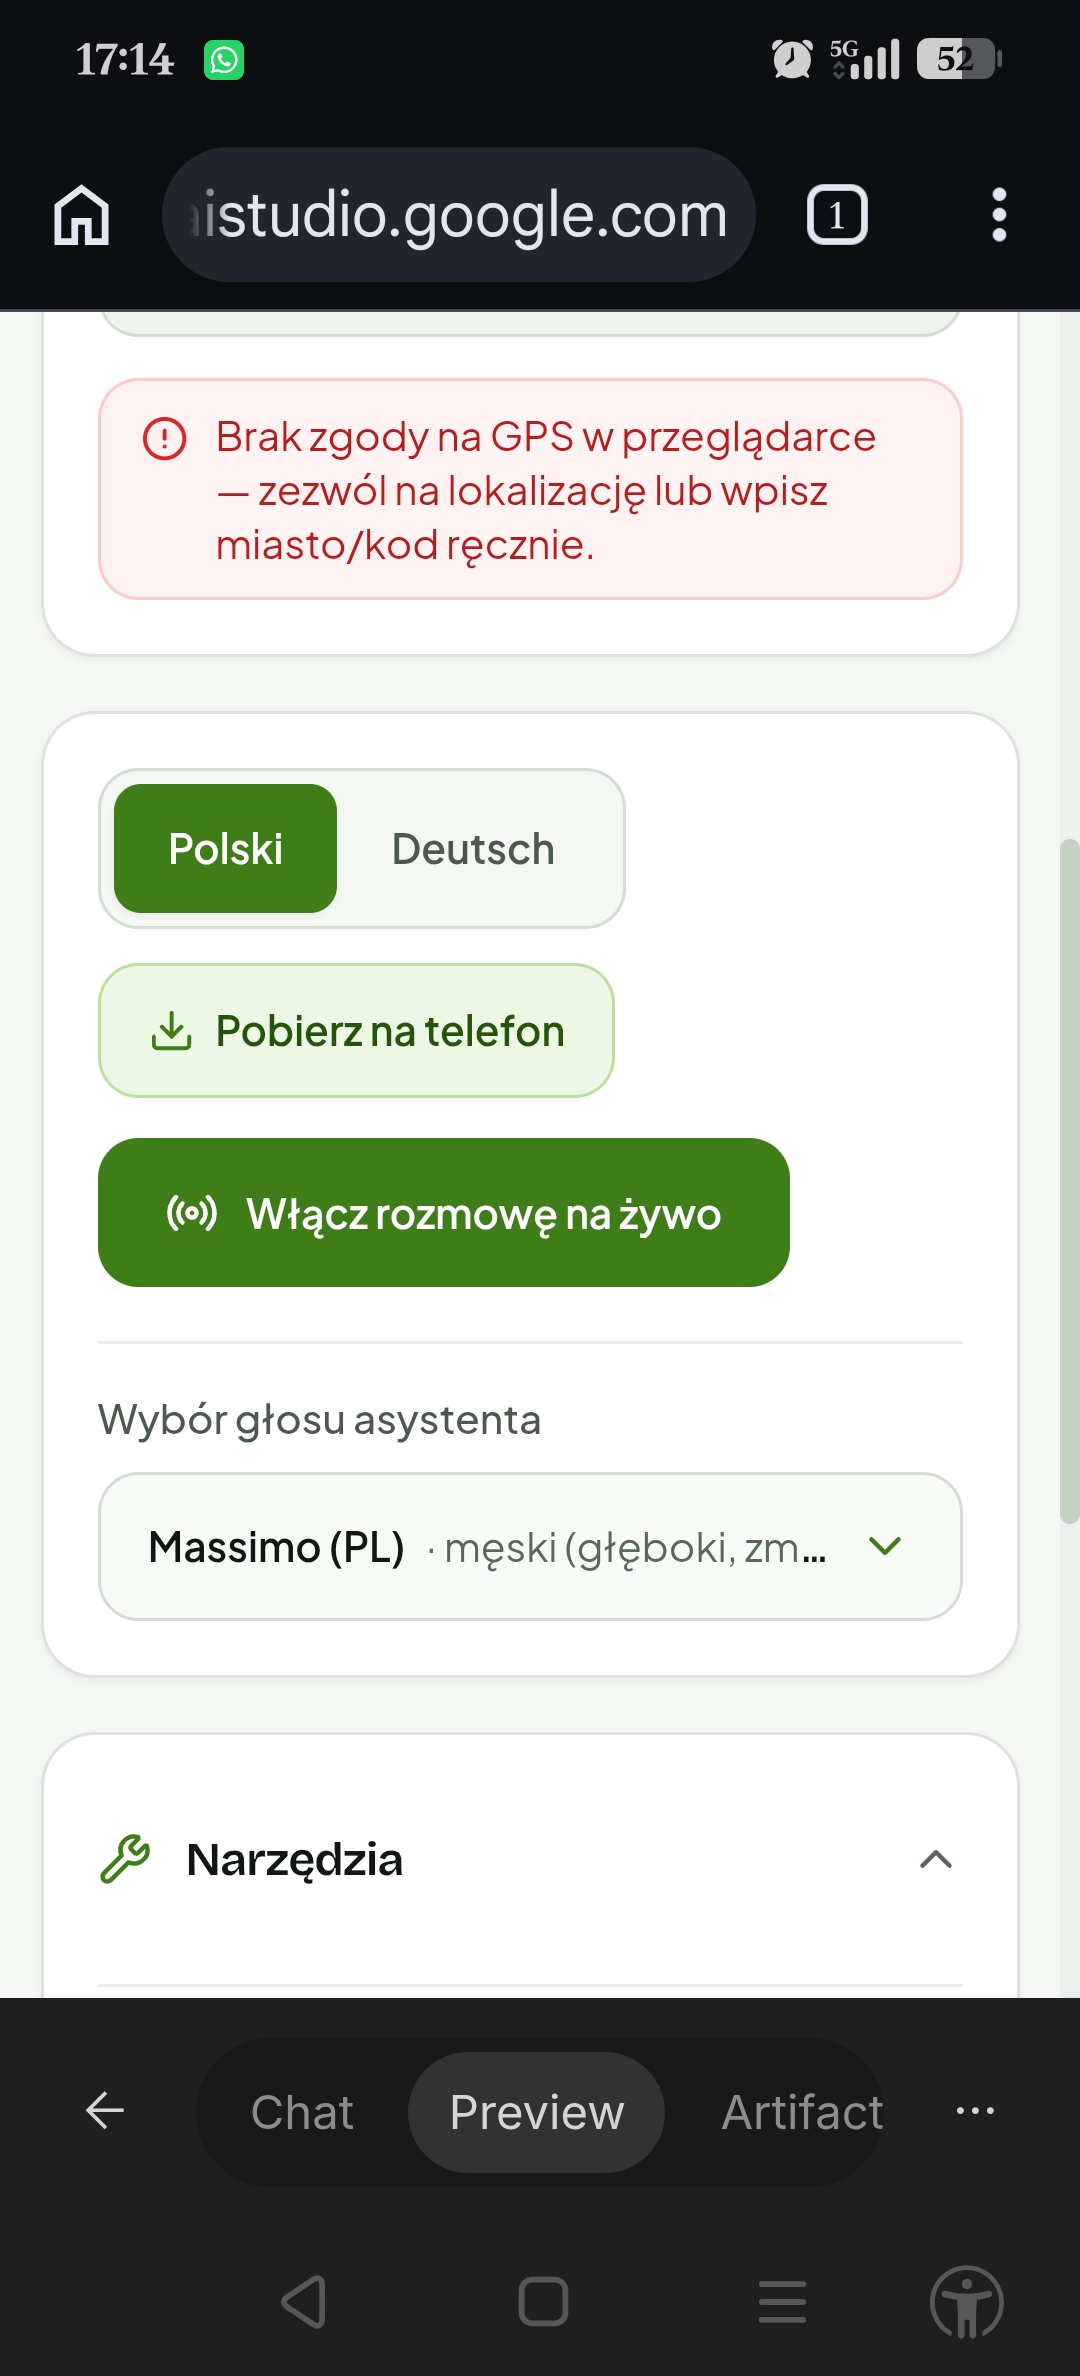 17:14
5G
52
istudio.google.com
1
Brak zgody na GPS w przeglądarce
— zezwól na lokalizację lub wpisz
miasto/kod ręcznie.
Polski
Deutsch
Pobierz na telefon
Włącz rozmowę na żywo
Wybór głosu asystenta
Massimo (PL) · męski (głęboki, zm...
Narzędzia
Chat
Preview
Artifact